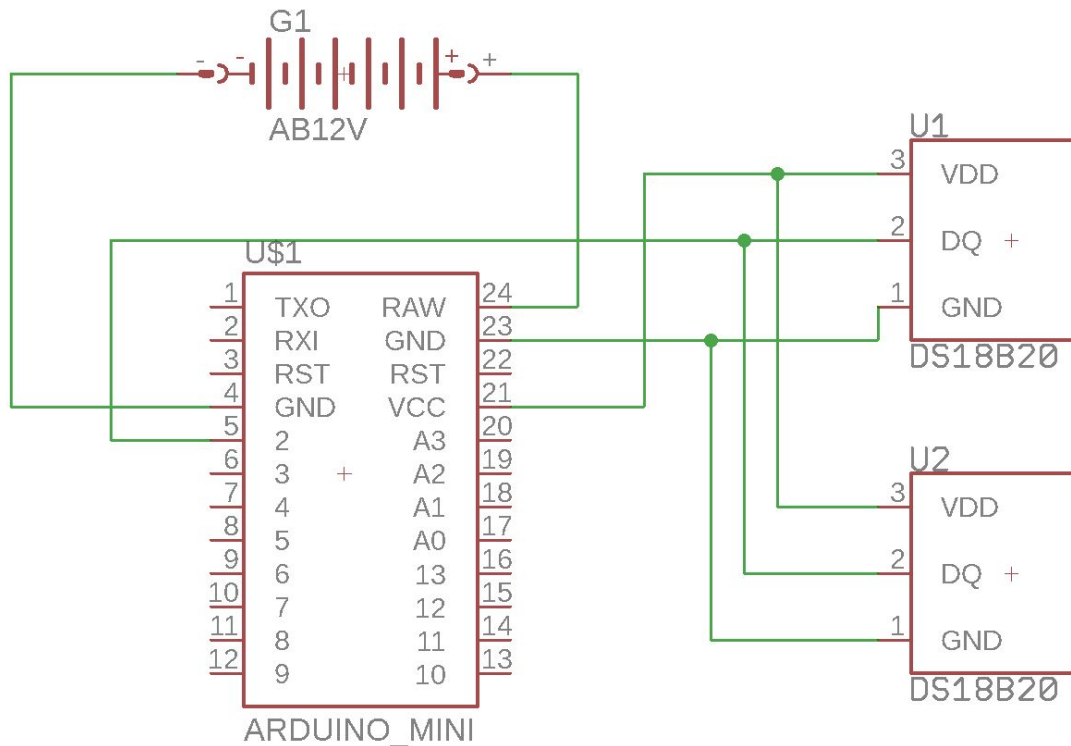 G1
- - + +
AB12V
U$1
1 TXO RAW 24
2 RXI GND 23
3 RST RST 22
4 GND VCC 21
5 2 A3 20
6 3 A2 19
7 4 A1 18
8 5 A0 17
9 6 13 16
10 7 12 15
11 8 11 14
12 9 10 13
ARDUINO_MINI
U1
3 VDD
2 DQ
1 GND
DS18B20
U2
3 VDD
2 DQ
1 GND
DS18B20